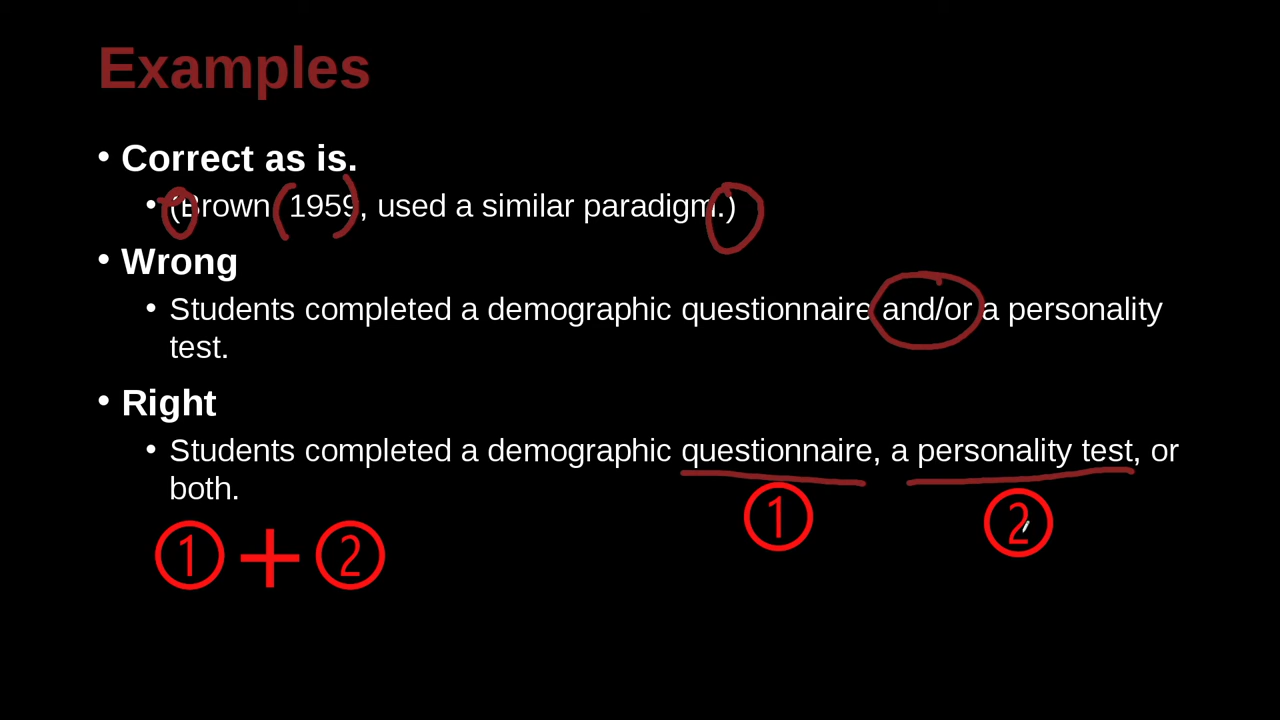 Examples
• Correct as is.
• (Brown, 1959, used a similar paradigm.)
• Wrong
• Students completed a demographic questionnaire and/or a personality
test.
• Right
• Students completed a demographic questionnaire, a personality test, or
both.
① ②
① + ②